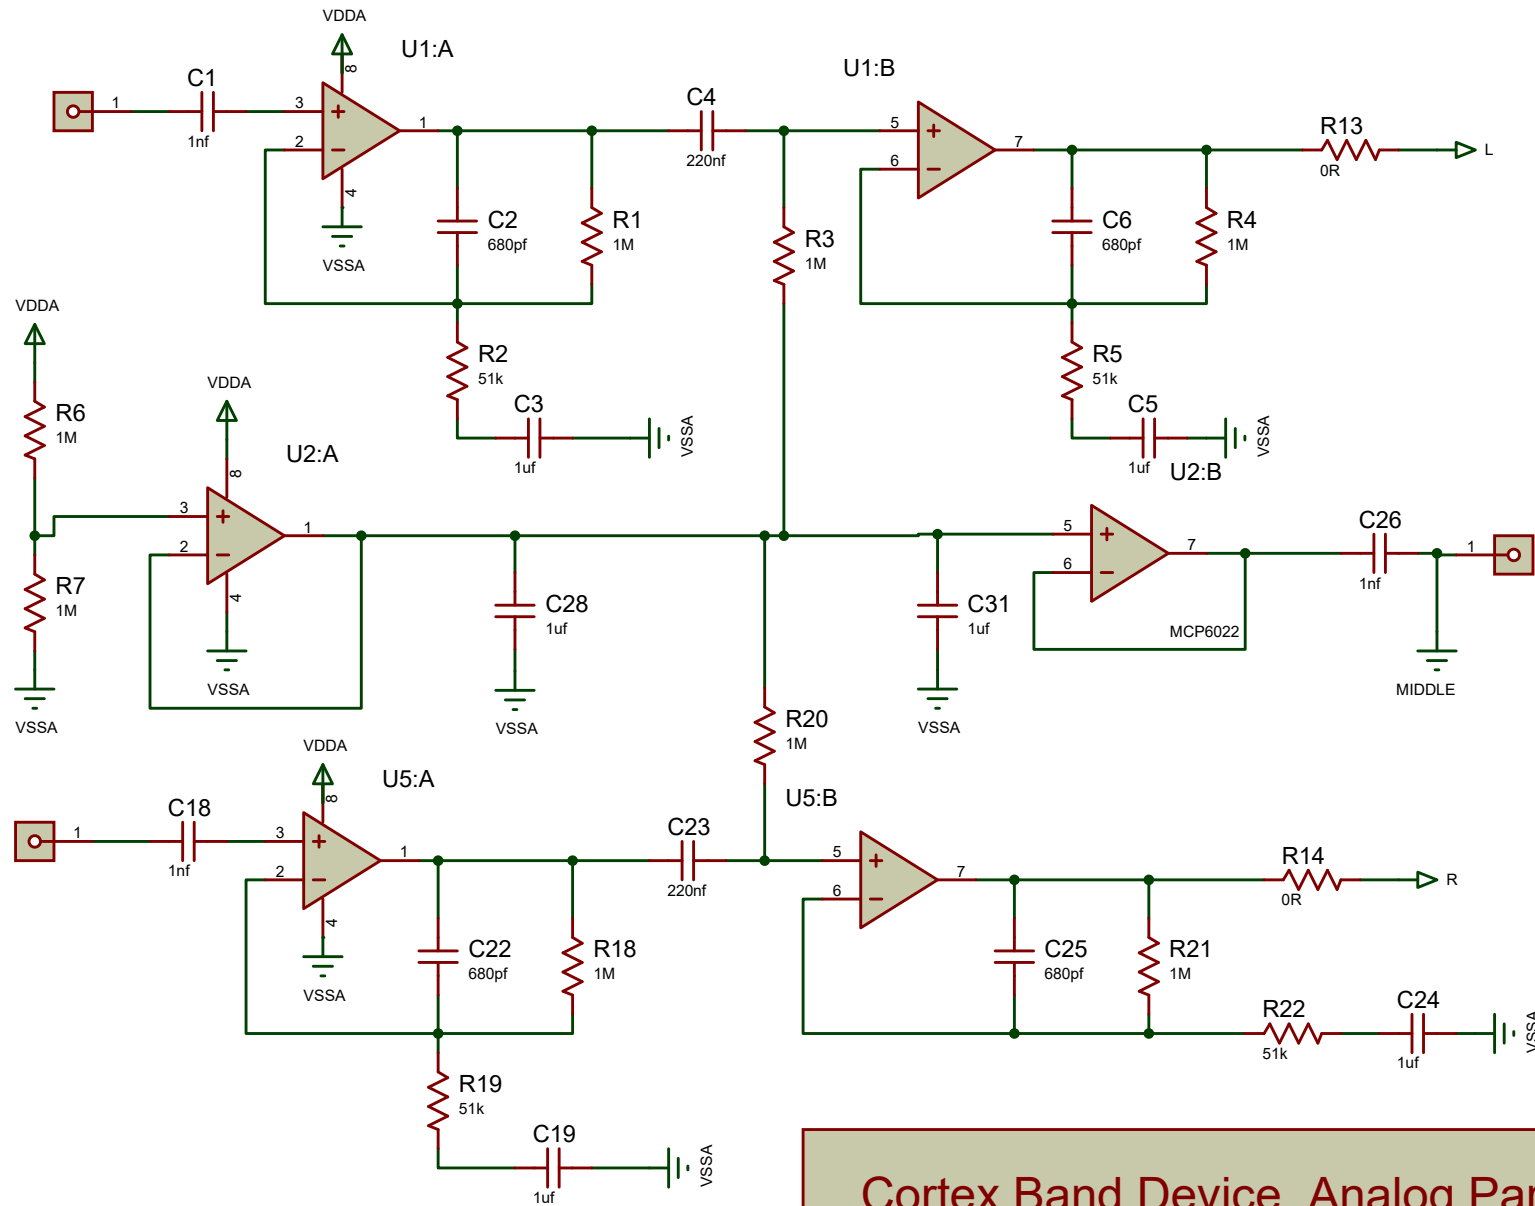 VDDA
U1:A
C1
1nf
1
3
2
8
4
1
VSSA
C2
680pf
R1
1M
R2
51k
C3
1uf
VSSA
C4
220nf
R3
1M
U1:B
5
6
7
C6
680pf
R4
1M
R5
51k
C5
1uf
VSSA
R13
0R
L
VDDA
R6
1M
R7
1M
VSSA
VDDA
U2:A
3
2
8
4
1
VSSA
C28
1uf
VSSA
C31
1uf
VSSA
U2:B
5
6
7
MCP6022
C26
1nf
1
MIDDLE
R20
1M
VDDA
U5:A
C18
1nf
1
3
2
8
4
1
VSSA
C22
680pf
R18
1M
R19
51k
C19
1uf
VSSA
C23
220nf
U5:B
5
6
7
C25
680pf
R21
1M
R14
0R
R
R22
51k
C24
1uf
VSSA
Cortex Band Device Analog Par